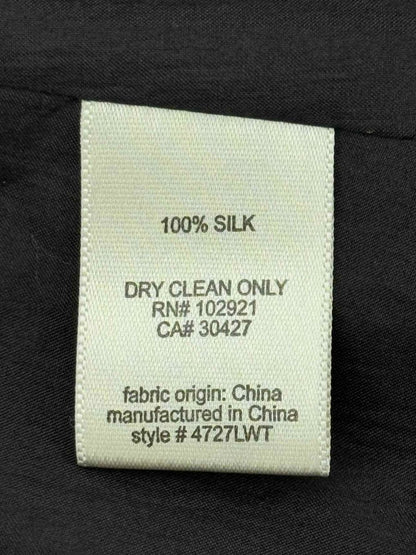 100% SILK
DRY CLEAN ONLY
RN# 102921
CA# 30427
fabric origin: China
manufactured in China
style # 4727LWT